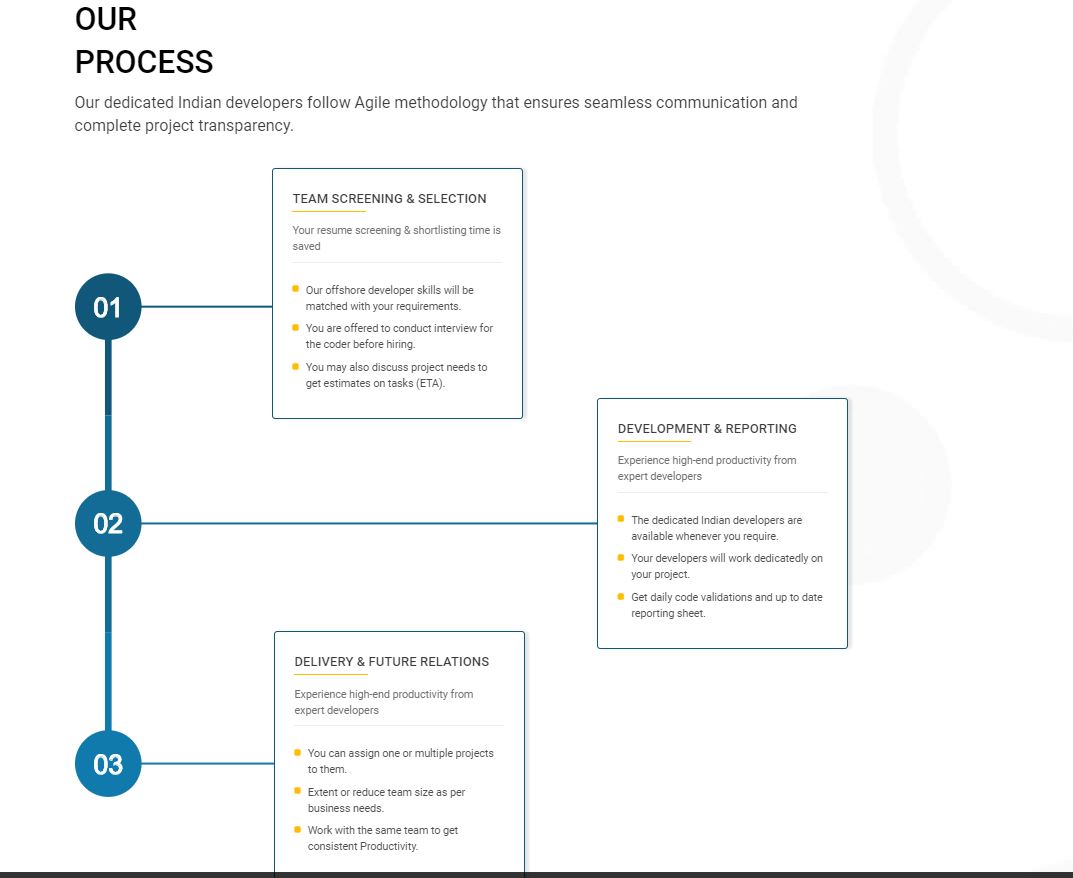 OUR
PROCESS
Our dedicated Indian developers follow Agile methodology that ensures seamless communication and
complete project transparency.
01
TEAM SCREENING & SELECTION
Your resume screening & shortlisting time is
saved
Our offshore developer skills will be
matched with your requirements.
You are offered to conduct interview for
the coder before hiring.
You may also discuss project needs to
get estimates on tasks (ETA).
02
DEVELOPMENT & REPORTING
Experience high-end productivity from
expert developers
The dedicated Indian developers are
available whenever you require.
Your developers will work dedicatedly on
your project.
Get daily code validations and up to date
reporting sheet.
03
DELIVERY & FUTURE RELATIONS
Experience high-end productivity from
expert developers
You can assign one or multiple projects
to them.
Extent or reduce team size as per
business needs.
Work with the same team to get
consistent Productivity.